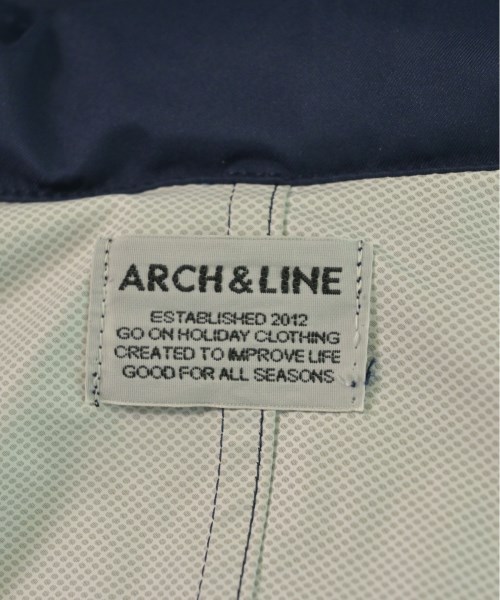 ARCH&LINE
ESTABLISHED 2012
GO ON HOLIDAY CLOTHING
CREATED TO IMPROVE LIFE
GOOD FOR ALL SEASONS